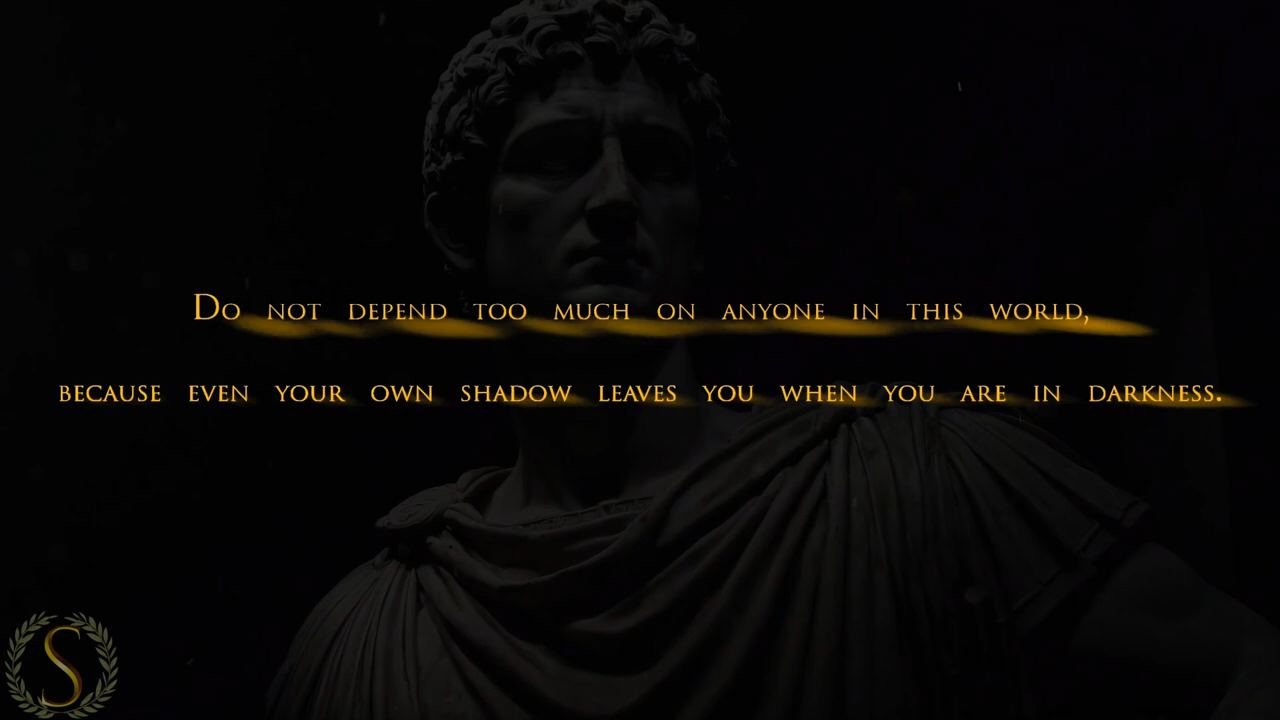 Do not depend too much on anyone in this world,
because even your own shadow leaves you when you are in darkness.
S